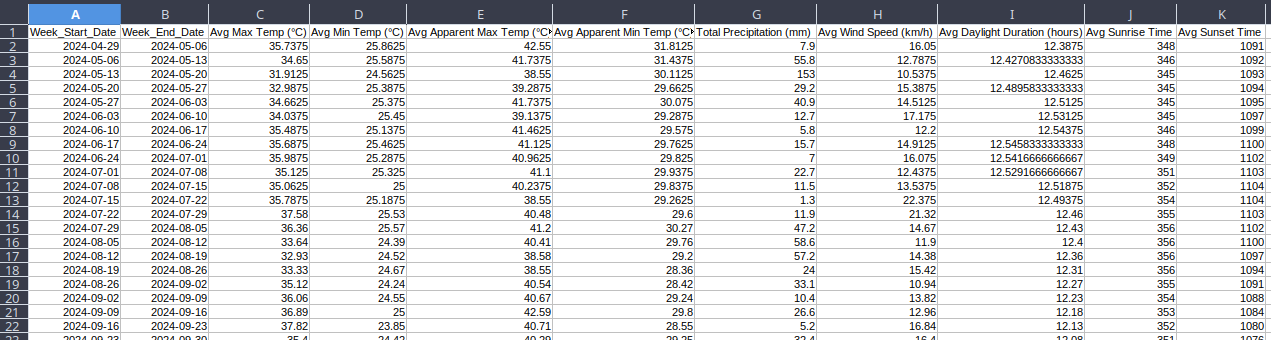 A B C D E F G H I J K
1 Week_Start_Date Week_End_Date Avg Max Temp (°C) Avg Min Temp (°C) Avg Apparent Max Temp (°C Avg Apparent Min Temp (°C Total Precipitation (mm) Avg Wind Speed (km/h) Avg Daylight Duration (hours) Avg Sunrise Time Avg Sunset Time
2 2024-04-29 2024-05-06 35.7375 25.8625 42.55 31.8125 7.9 16.05 12.3875 348 1091
3 2024-05-06 2024-05-13 34.65 25.5875 41.7375 31.4375 55.8 12.7875 12.4270833333333 346 1092
4 2024-05-13 2024-05-20 31.9125 24.5625 38.55 30.1125 153 10.5375 12.4625 345 1093
5 2024-05-20 2024-05-27 32.9875 25.3875 39.2875 29.6625 29.2 15.3875 12.4895833333333 345 1094
6 2024-05-27 2024-06-03 34.6625 25.375 41.7375 30.075 40.9 14.5125 12.5125 345 1095
7 2024-06-03 2024-06-10 34.0375 25.45 39.1375 29.2875 12.7 17.175 12.53125 345 1097
8 2024-06-10 2024-06-17 35.4875 25.1375 41.4625 29.575 5.8 12.2 12.54375 346 1099
9 2024-06-17 2024-06-24 35.6875 25.4625 41.125 29.7625 15.7 14.9125 12.5458333333333 348 1100
10 2024-06-24 2024-07-01 35.9875 25.2875 40.9625 29.825 7 16.075 12.5416666666667 349 1102
11 2024-07-01 2024-07-08 35.125 25.325 41.1 29.9375 22.7 12.4375 12.5291666666667 351 1103
12 2024-07-08 2024-07-15 35.0625 25 40.2375 29.8375 11.5 13.5375 12.51875 352 1104
13 2024-07-15 2024-07-22 35.7875 25.1875 38.55 29.2625 1.3 22.375 12.49375 354 1104
14 2024-07-22 2024-07-29 37.58 25.53 40.48 29.6 11.9 21.32 12.46 355 1103
15 2024-07-29 2024-08-05 36.36 25.57 41.2 30.27 47.2 14.67 12.43 356 1102
16 2024-08-05 2024-08-12 33.64 24.39 40.41 29.76 58.6 11.9 12.4 356 1100
17 2024-08-12 2024-08-19 32.93 24.52 38.58 29.2 57.2 14.38 12.36 356 1097
18 2024-08-19 2024-08-26 33.33 24.67 38.55 28.36 24 15.42 12.31 356 1094
19 2024-08-26 2024-09-02 35.12 24.24 40.54 28.42 33.1 10.94 12.27 355 1091
20 2024-09-02 2024-09-09 36.06 24.55 40.67 29.24 10.4 13.82 12.23 354 1088
21 2024-09-09 2024-09-16 36.89 25 42.59 29.8 26.6 12.96 12.18 353 1084
22 2024-09-16 2024-09-23 37.82 23.85 40.71 28.55 5.2 16.84 12.13 352 1080
23 2024-09-23 2024-09-30 35.4 24.42 40.29 29.25 32.4 16.4 12.08 351 1076